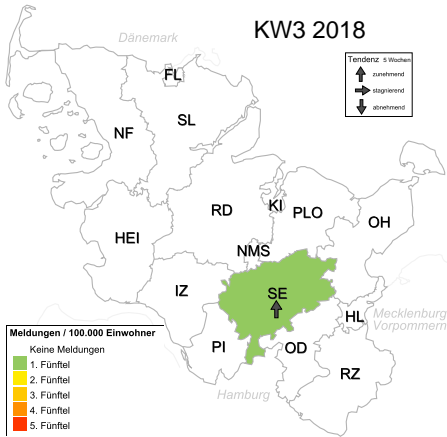 KW3 2018
Dänemark
Tendenz 5 Wochen
zunehmend
stagnierend
abnehmend
FL
SL
NF
RD
KI
PLO
OH
HEI
NMS
IZ
SE
HL
Mecklenburg
Vorpommern
PI
OD
RZ
Hamburg
Meldungen / 100.000 Einwohner
Keine Meldungen
1. Fünftel
2. Fünftel
3. Fünftel
4. Fünftel
5. Fünftel